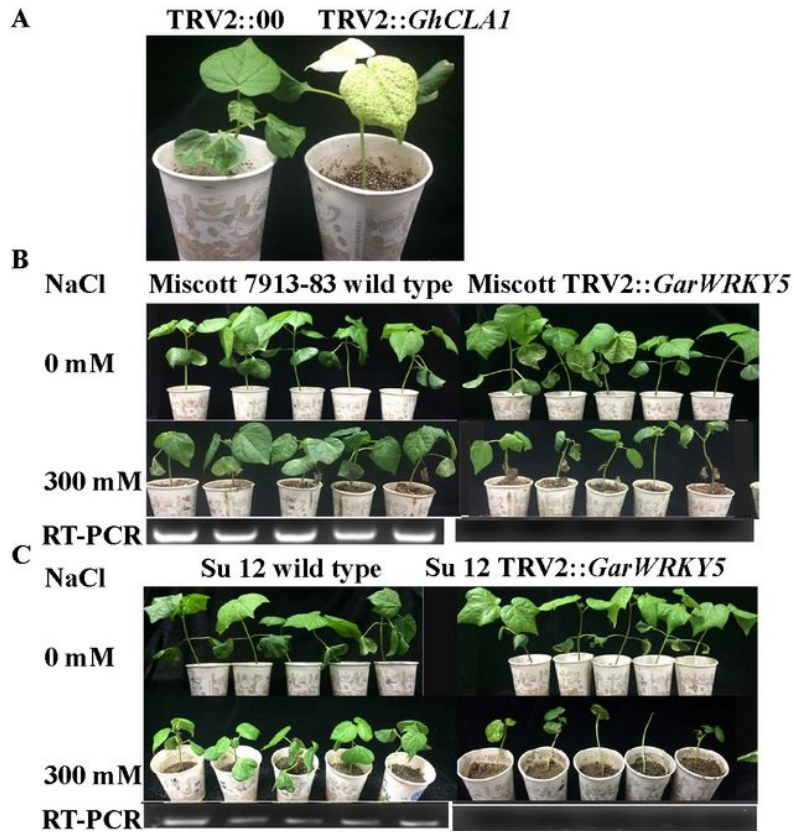 A
TRV2::00 TRV2::GhCLA1
B
NaCl Miscott 7913-83 wild type Miscott TRV2::GarWRKY5
0 mM
300 mM
RT-PCR
C
NaCl Su 12 wild type Su 12 TRV2::GarWRKY5
0 mM
300 mM
RT-PCR